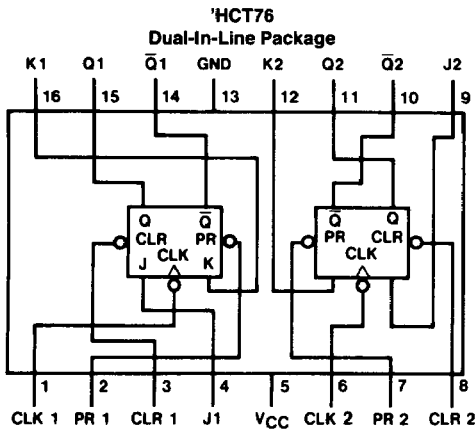 'HCT76
Dual-In-Line Package
K1 Q1 Q̅1 GND K2 Q2 Q̅2 J2
16 15 14 13 12 11 10 9
Q Q̅ Q̅ Q
CLR PR PR CLR
CLK CLK
J K
1 2 3 4 5 6 7 8
CLK 1 PR 1 CLR 1 J1 VCC CLK 2 PR 2 CLR 2